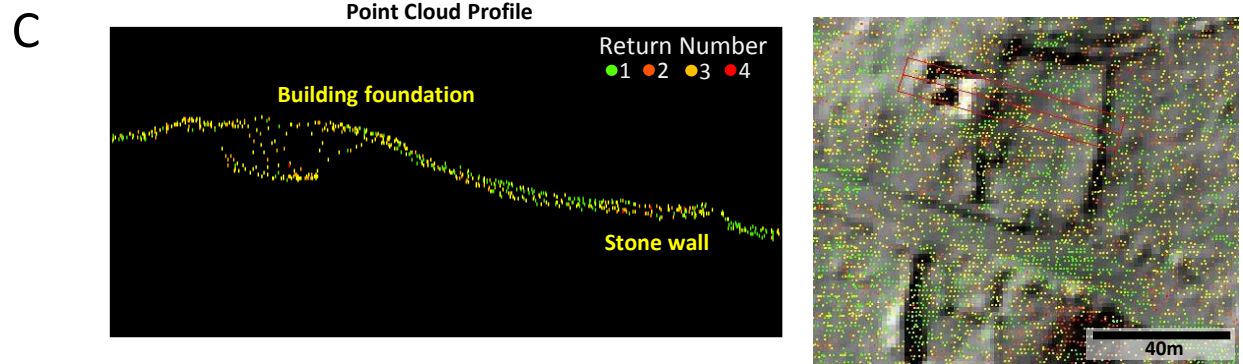 C
Point Cloud Profile
Return Number
1 2 3 4
Building foundation
Stone wall
40m